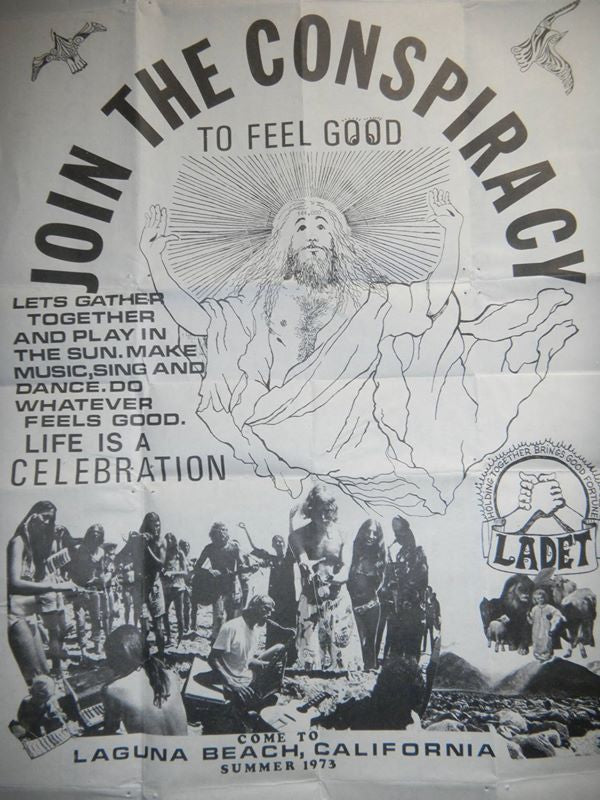 JOIN THE CONSPIRACY
TO FEEL GOOD
LETS GATHER
TOGETHER
AND PLAY IN
THE SUN. MAKE
MUSIC,SING AND
DANCE. DO
WHATEVER
FEELS GOOD.
LIFE IS A
CELEBRATION
HOLDING TOGETHER BRINGS GOOD FORTUNE
LADET
COME TO
LAGUNA BEACH, CALIFORNIA
SUMMER 1973